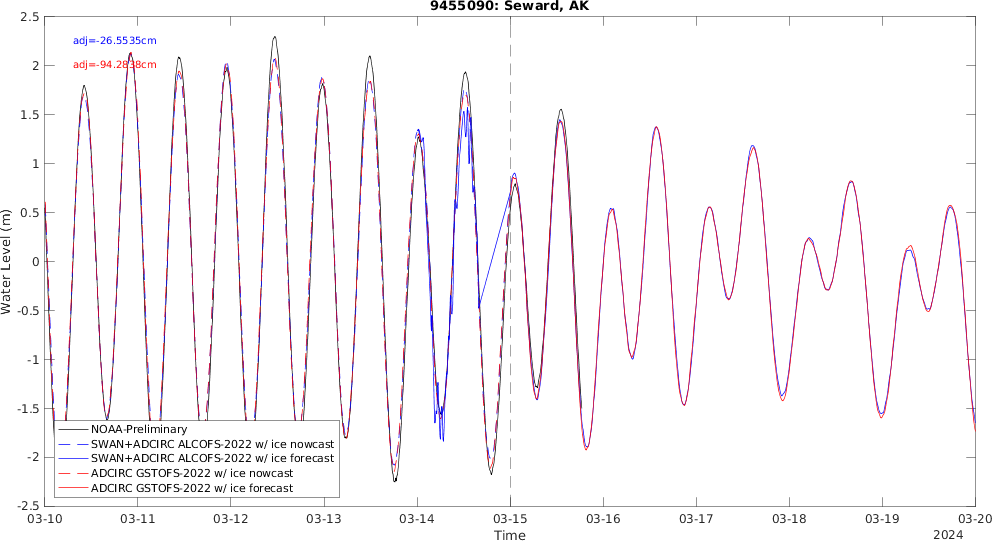 9455090: Seward, AK
adj=-26.5535cm
adj=-94.2838cm
Water Level (m)
2.5
2
1.5
1
0.5
0
-0.5
-1
-1.5
-2
-2.5
NOAA-Preliminary
SWAN+ADCIRC ALCOFS-2022 w/ ice nowcast
SWAN+ADCIRC ALCOFS-2022 w/ ice forecast
ADCIRC GSTOFS-2022 w/ ice nowcast
ADCIRC GSTOFS-2022 w/ ice forecast
03-10 03-11 03-12 03-13 03-14 03-15 03-16 03-17 03-18 03-19 03-20
Time
2024